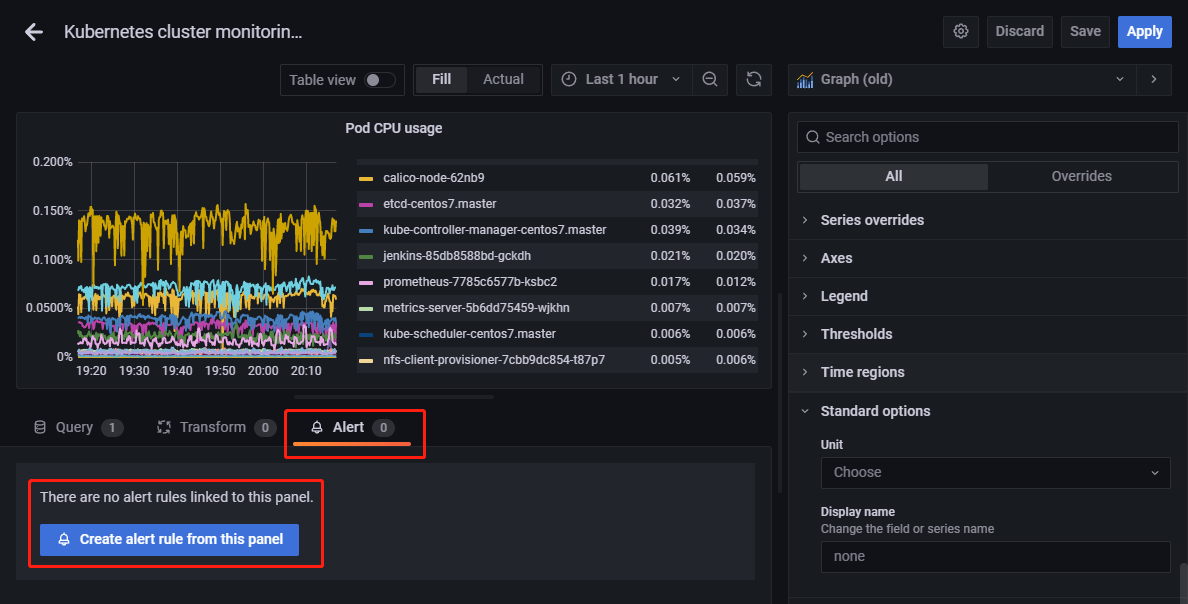 Kubernetes cluster monitorin...
Discard
Save
Apply
Table view
Fill
Actual
Last 1 hour
Graph (old)
Pod CPU usage
0.200%
0.150%
0.100%
0.0500%
0%
19:20 19:30 19:40 19:50 20:00 20:10
calico-node-62nb9 0.061% 0.059%
etcd-centos7.master 0.032% 0.037%
kube-controller-manager-centos7.master 0.039% 0.034%
jenkins-85db8588bd-gckdh 0.021% 0.020%
prometheus-7785c6577b-ksbc2 0.017% 0.012%
metrics-server-5b6dd75459-wjkhn 0.007% 0.007%
kube-scheduler-centos7.master 0.006% 0.006%
nfs-client-provisioner-7cbb9dc854-t87p7 0.005% 0.006%
Query 1
Transform 0
Alert 0
There are no alert rules linked to this panel.
Create alert rule from this panel
Search options
All
Overrides
Series overrides
Axes
Legend
Thresholds
Time regions
Standard options
Unit
Choose
Display name
Change the field or series name
none